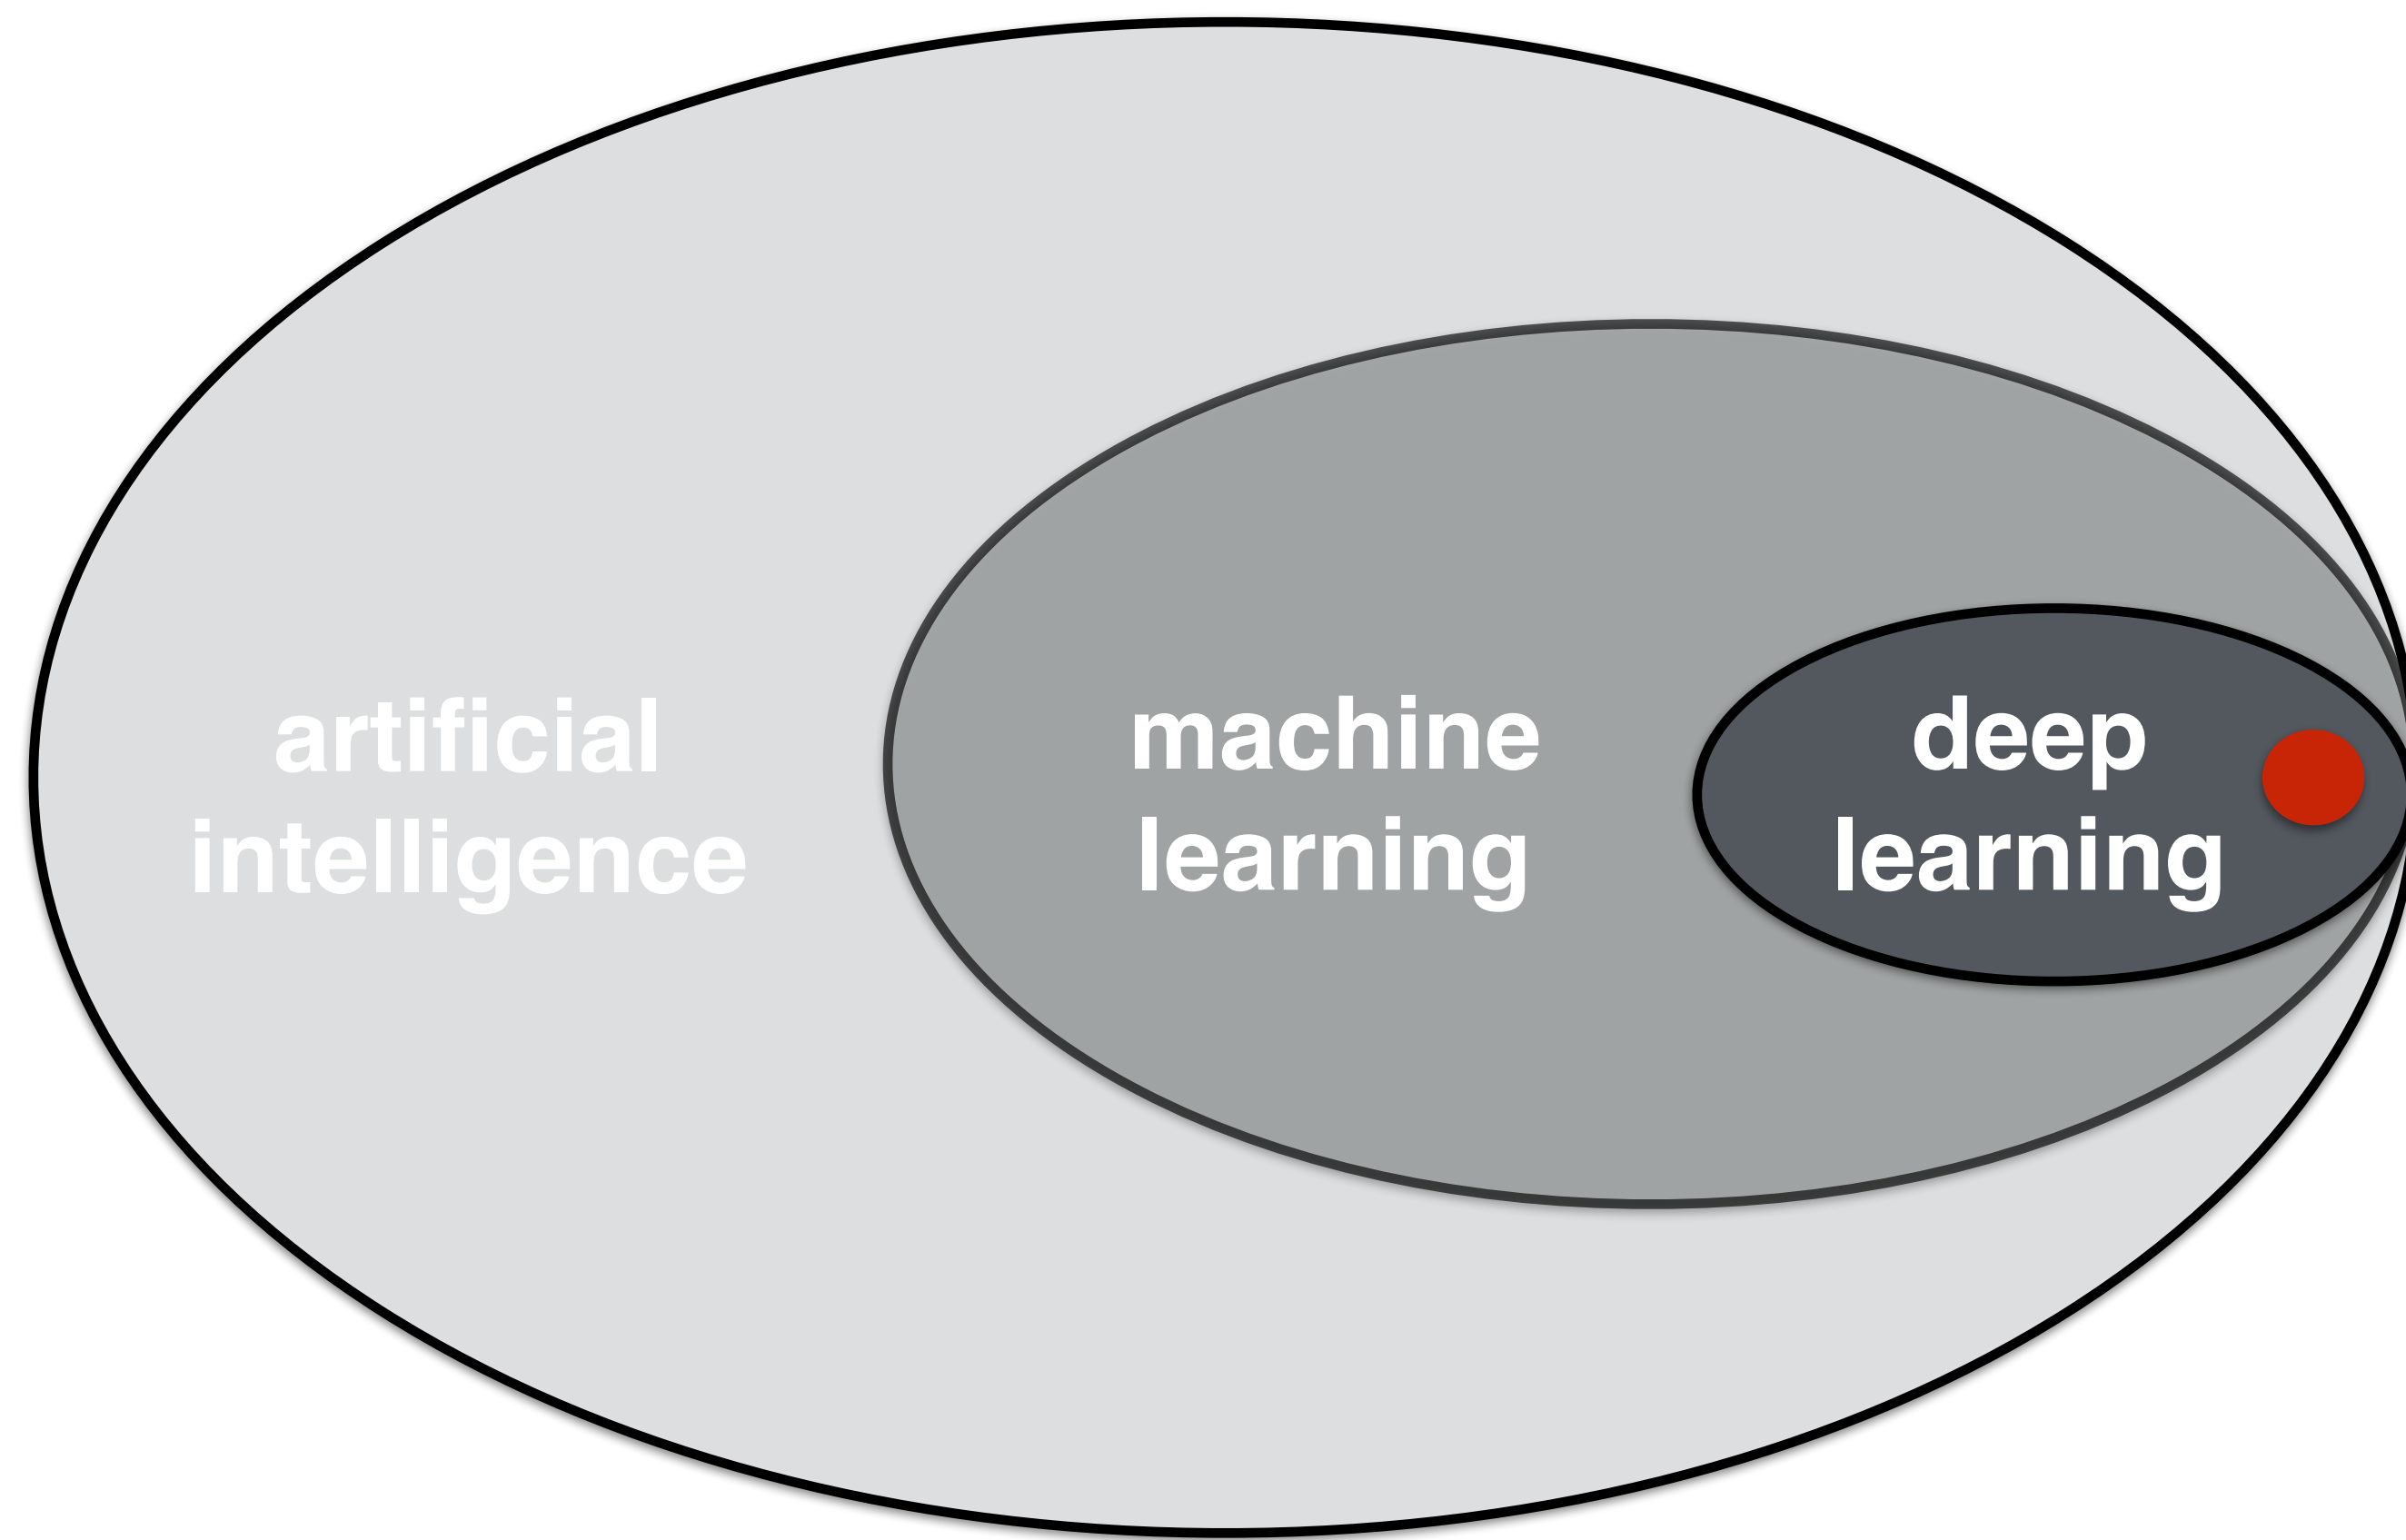 artificial
intelligence
machine
learning
deep
learning